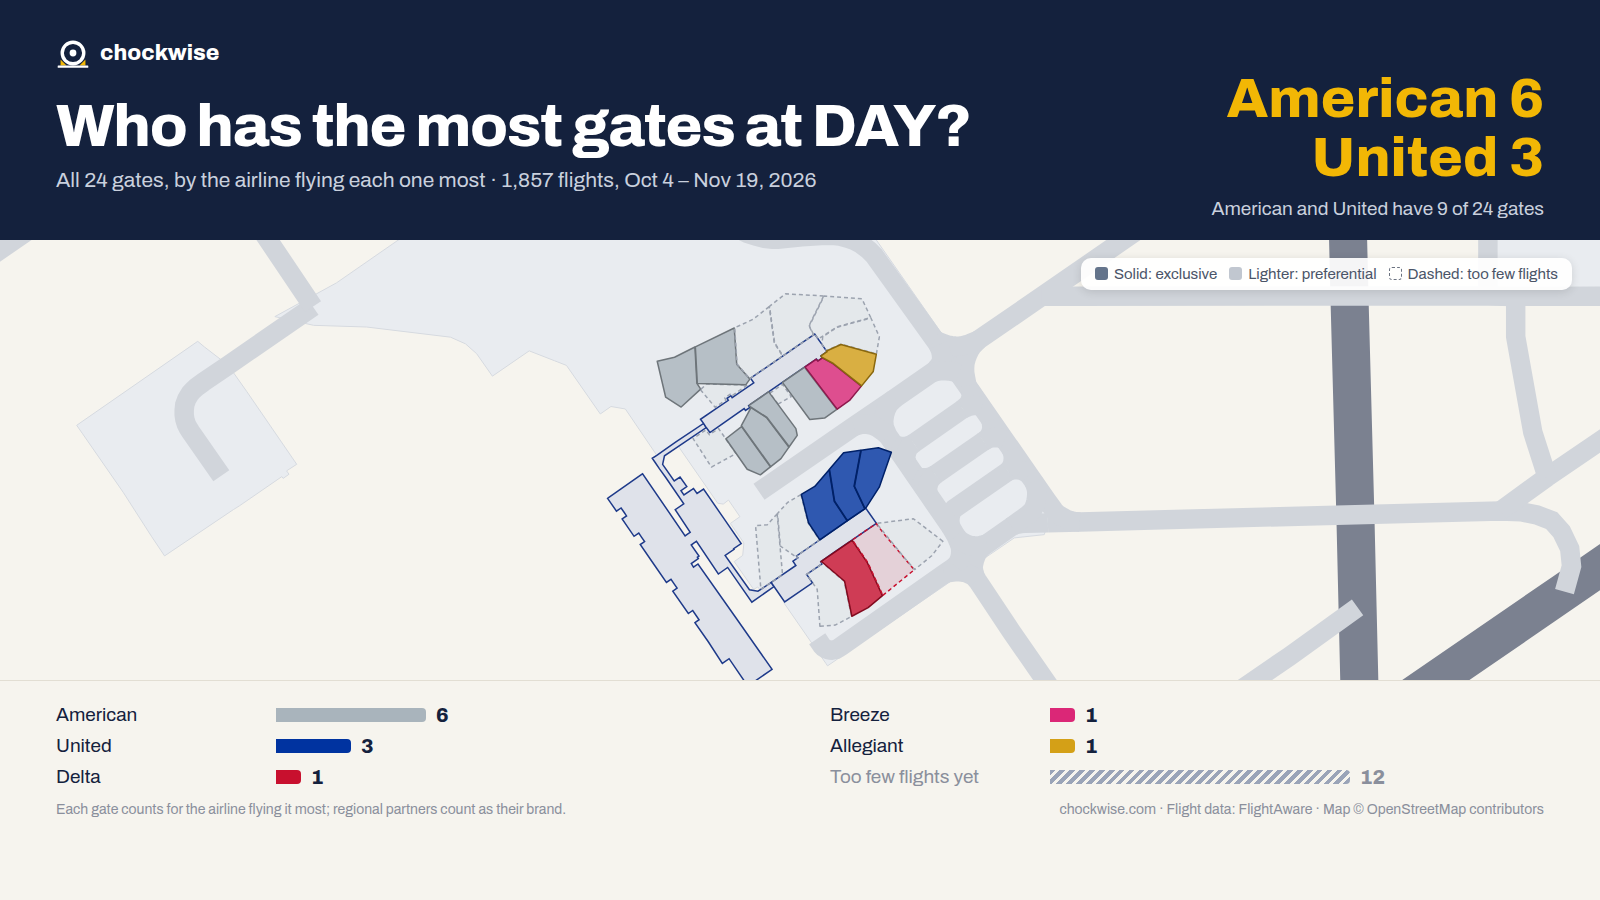 chockwise
Who has the most gates at DAY?
All 24 gates, by the airline flying each one most · 1,857 flights, Oct 4 – Nov 19, 2026
American 6
United 3
American and United have 9 of 24 gates
Solid: exclusive
Lighter: preferential
Dashed: too few flights
American 6
United 3
Delta 1
Breeze 1
Allegiant 1
Too few flights yet 12
Each gate counts for the airline flying it most; regional partners count as their brand.
chockwise.com · Flight data: FlightAware · Map © OpenStreetMap contributors